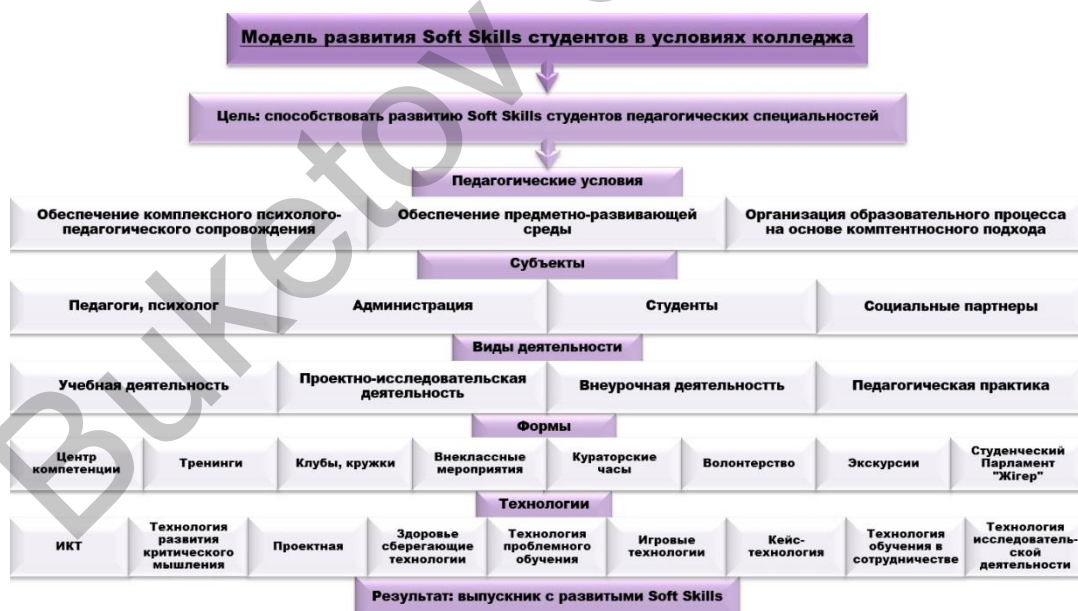 Модель развития Soft Skills студентов в условиях колледжа
Цель: способствовать развитию Soft Skills студентов педагогических специальностей
Педагогические условия
Обеспечение комплексного психолого-
педагогического сопровождения
Обеспечение предметно-развивающей
среды
Организация образовательного процесса
на основе комптентносного подхода
Субъекты
Педагоги, психолог
Администрация
Студенты
Социальные партнеры
Виды деятельности
Учебная деятельность
Проектно-исследовательская
деятельность
Внеурочная деятельностть
Педагогическая практика
Формы
Центр
компетенции
Тренинги
Клубы, кружки
Внеклассные
мероприятия
Кураторские
часы
Волонтерство
Экскурсии
Студенческий
Парламент
"Жігер"
Технологии
ИКТ
Технология
развития
критического
мышления
Проектная
Здоровье
сберегающие
технологии
Технология
проблемного
обучения
Игровые
технологии
Кейс-
технология
Технология
обучения в
сотрудничестве
Технология
исследователь-
ской
деятельности
Результат: выпускник с развитыми Soft Skills
Buketov